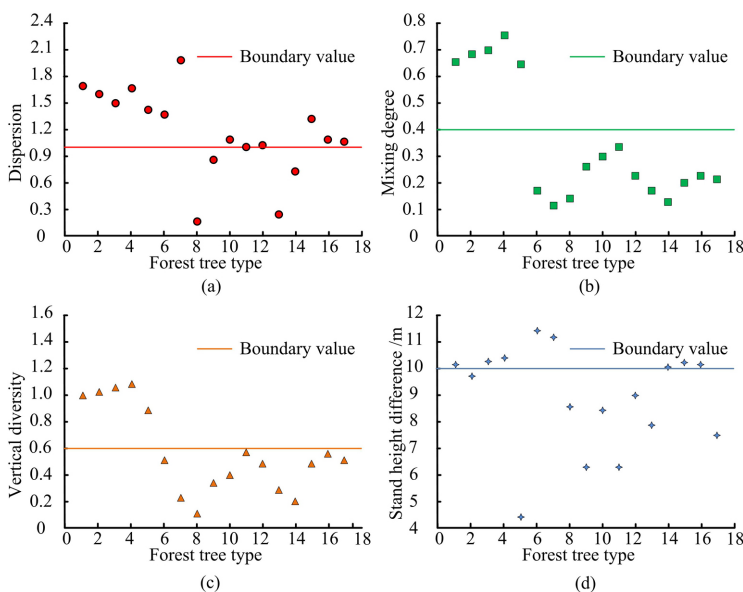 2.4
2.1
1.8
1.5
1.2
0.9
0.6
0.3
0
Dispersion
Boundary value
0 2 4 6 8 10 12 14 16 18
Forest tree type
(a)
0.8
0.7
0.6
0.5
0.4
0.3
0.2
0.1
0
Mixing degree
Boundary value
0 2 4 6 8 10 12 14 16 18
Forest tree type
(b)
1.6
1.4
1.2
1.0
0.6
0.4
0.2
0
Vertical diversity
Boundary value
0 2 4 6 8 10 12 14 16 18
Forest tree type
(c)
12
11
10
9
8
7
6
5
4
Stand height difference /m
Boundary value
0 2 4 6 8 10 12 14 16 18
Forest tree type
(d)